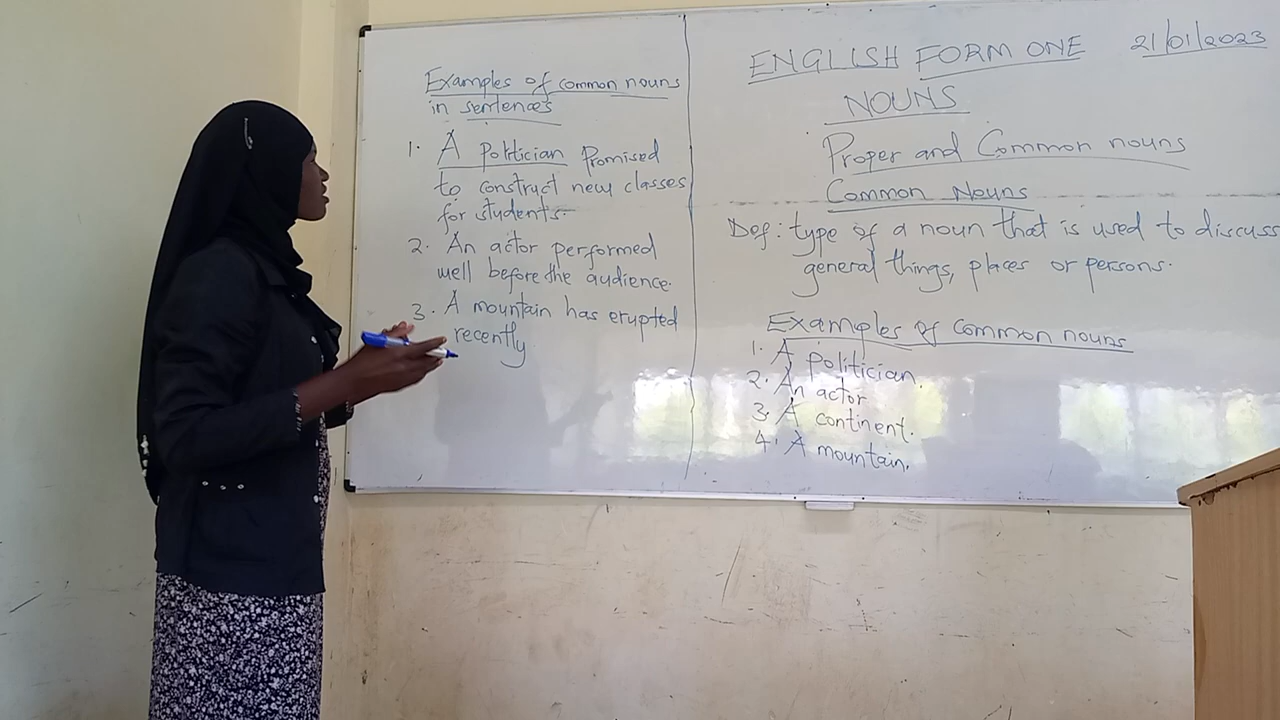 ENGLISH FORM ONE 21/01/2023
NOUNS
Proper and Common nouns
Common Nouns
Def: type of a noun that is used to discuss
general things, places or persons.
Examples of common nouns
1. A politician.
2. An actor
3. A continent.
4. A mountain.
Examples of common nouns
in sentences
1. A politician promised
to construct new classes
for students.
2. An actor performed
well before the audience.
3. A mountain has erupted
recently